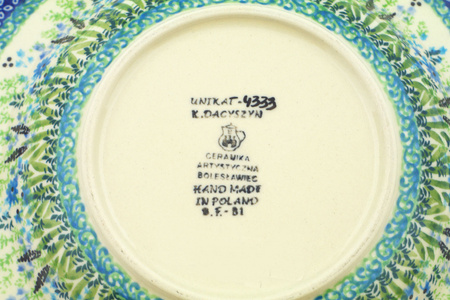 UNIKAT-4333
K.DACYSZYN
CERAMIKA
ARTYSTYCZNA
BOLESŁAWIEC
HAND MADE
IN POLAND
B.F.-B1